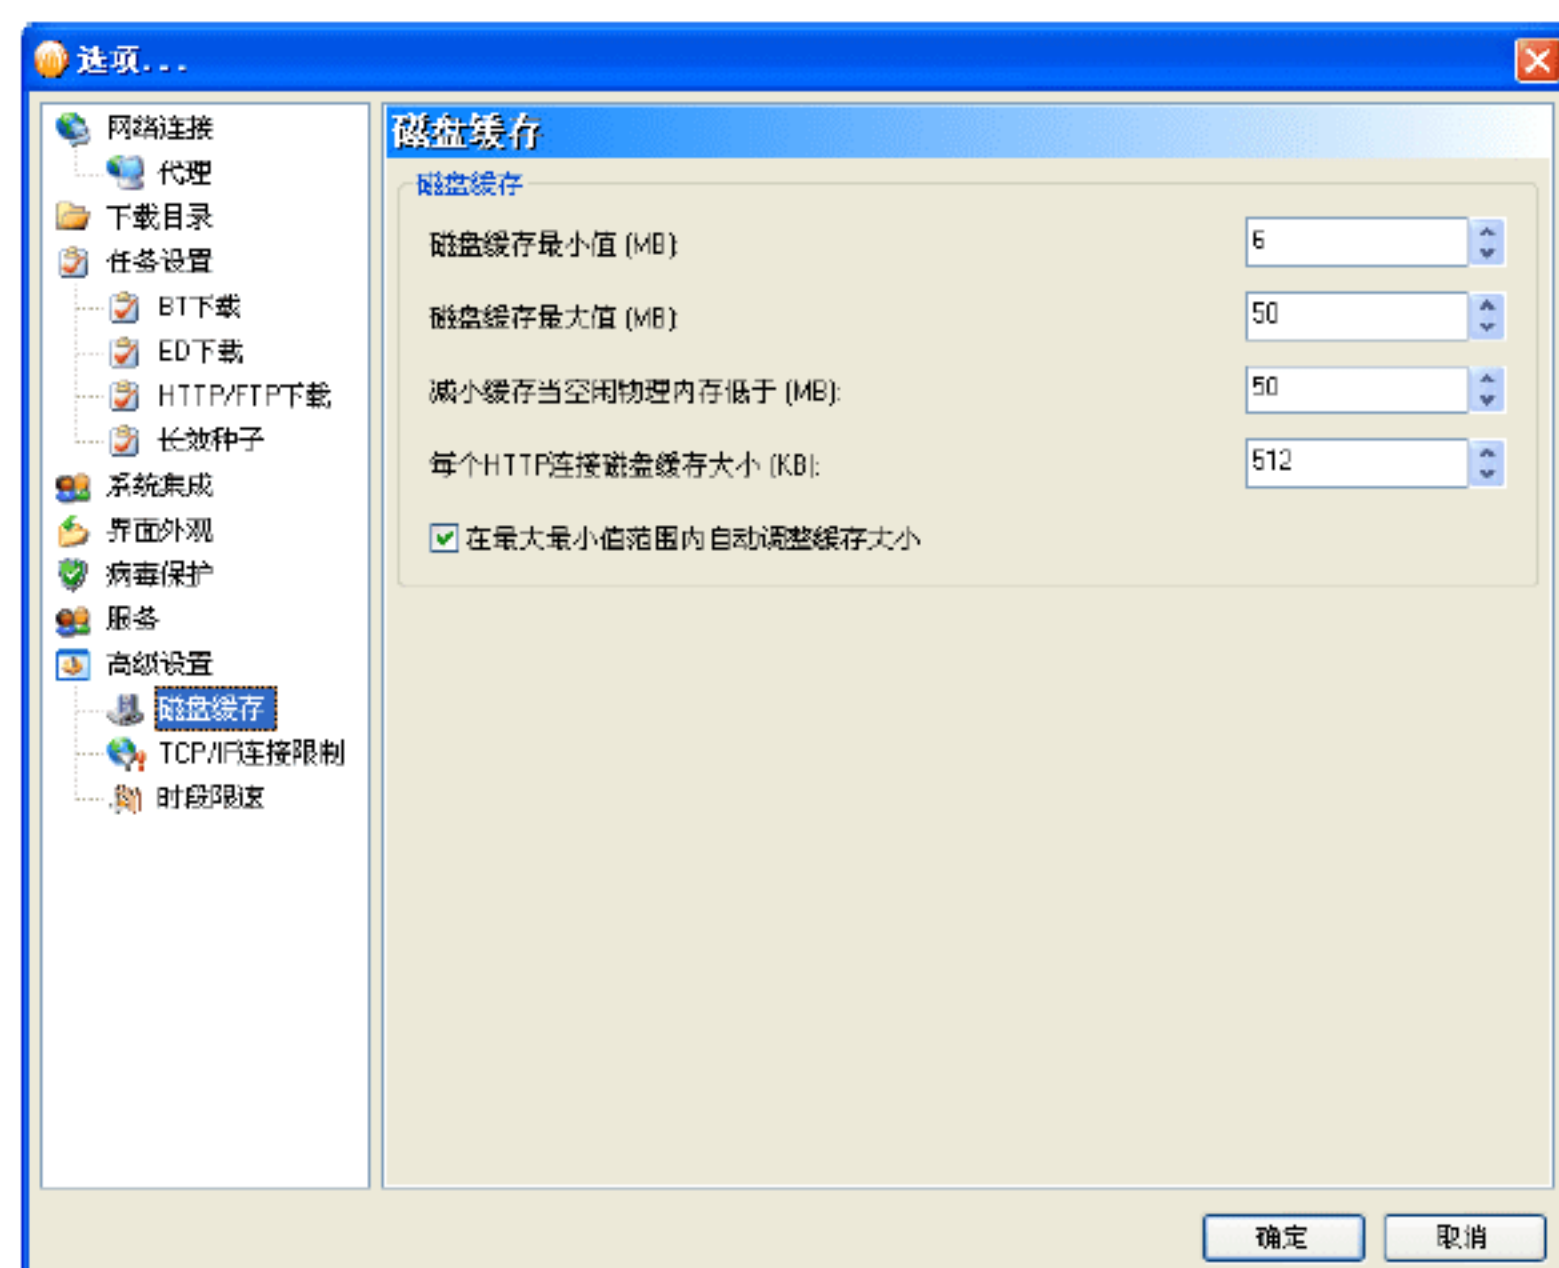 选项...
网络连接
代理
下载目录
任务设置
BT下载
ED下载
HTTP/FTP下载
长效种子
系统集成
界面外观
病毒保护
服务
高级设置
磁盘缓存
TCP/IP连接限制
时段限速
磁盘缓存
磁盘缓存
磁盘缓存最小值 (MB): 6
磁盘缓存最大值 (MB): 50
减小缓存当空闲物理内存低于 (MB): 50
每个HTTP连接磁盘缓存大小 (KB): 512
在最大最小值范围内自动调整缓存大小
确定 取消